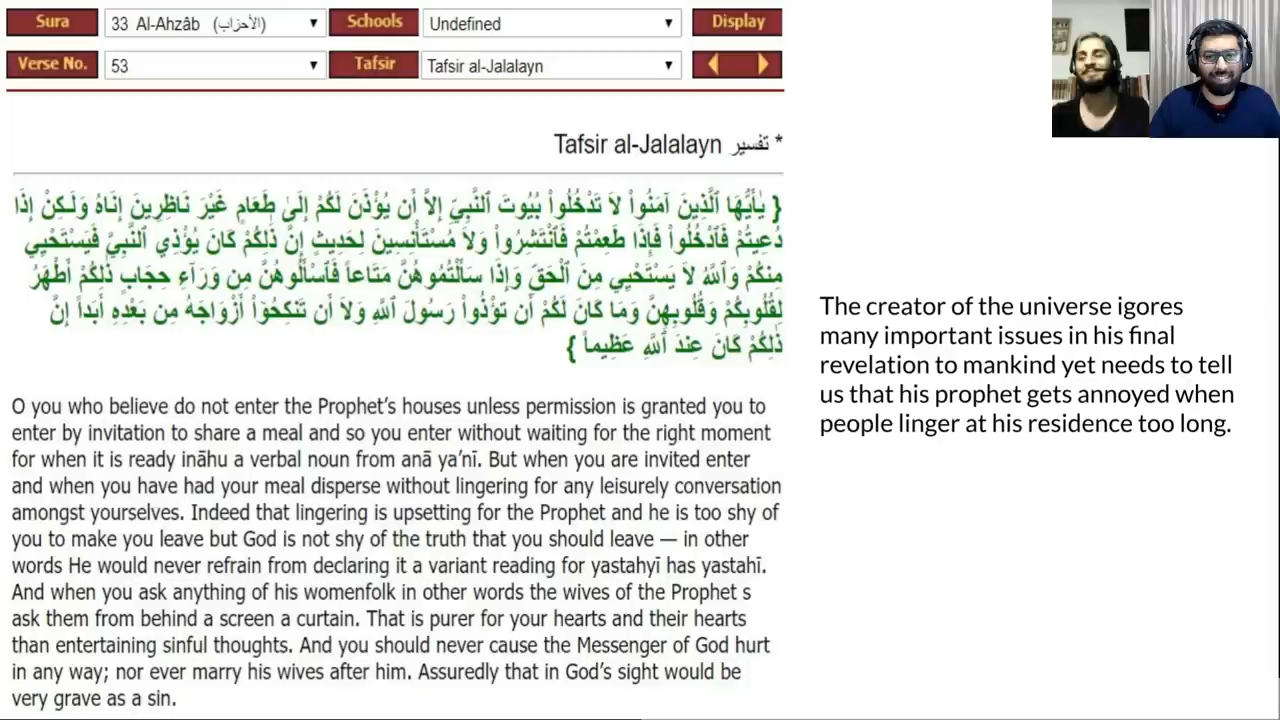 Sura 33 Al-Ahzâb (الأحزاب) Schools Undefined Display
Verse No. 53 Tafsir Tafsir al-Jalalayn
* تفسير Tafsir al-Jalalayn
{ يٰأَيُّهَا ٱلَّذِينَ آمَنُواْ لاَ تَدْخُلُواْ بُيُوتَ ٱلنَّبِيِّ إِلاَّ أَن يُؤْذَنَ لَكُمْ إِلَىٰ طَعَامٍ غَيْرَ نَاظِرِينَ إِنَاهُ وَلَـكِنْ إِذَا
دُعِيتُمْ فَٱدْخُلُواْ فَإِذَا طَعِمْتُمْ فَٱنْتَشِرُواْ وَلاَ مُسْتَأْنِسِينَ لِحَدِيثٍ إِنَّ ذَلِكُمْ كَانَ يُؤْذِي ٱلنَّبِيَّ فَيَسْتَحْيِي
مِنكُمْ وَٱللَّهُ لاَ يَسْتَحْيِي مِنَ ٱلْحَقِّ وَإِذَا سَأَلْتُمُوهُنَّ مَتَاعاً فَٱسْأَلُوهُنَّ مِن وَرَآءِ حِجَابٍ ذَلِكُمْ أَطْهَرُ
لِقُلُوبِكُمْ وَقُلُوبِهِنَّ وَمَا كَانَ لَكُمْ أَن تؤْذُواْ رَسُولَ ٱللَّهِ وَلاَ أَن تَنكِحُوۤاْ أَزْوَاجَهُ مِن بَعْدِهِ أَبَداً إِنَّ
ذٰلِكُمْ كَانَ عِندَ ٱللَّهِ عَظِيماً }
O you who believe do not enter the Prophet's houses unless permission is granted you to
enter by invitation to share a meal and so you enter without waiting for the right moment
for when it is ready ināhu a verbal noun from anā ya'nī. But when you are invited enter
and when you have had your meal disperse without lingering for any leisurely conversation
amongst yourselves. Indeed that lingering is upsetting for the Prophet and he is too shy of
you to make you leave but God is not shy of the truth that you should leave — in other
words He would never refrain from declaring it a variant reading for yastahyī has yastahī.
And when you ask anything of his womenfolk in other words the wives of the Prophet s
ask them from behind a screen a curtain. That is purer for your hearts and their hearts
than entertaining sinful thoughts. And you should never cause the Messenger of God hurt
in any way; nor ever marry his wives after him. Assuredly that in God's sight would be
very grave as a sin.
The creator of the universe igores
many important issues in his final
revelation to mankind yet needs to tell
us that his prophet gets annoyed when
people linger at his residence too long.